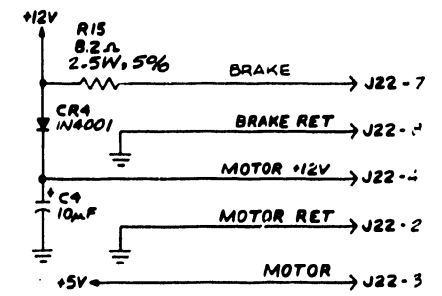 +12V
R15
8.2Ω
2.5W, 5%
BRAKE
J22-7
CR4
1N4001
BRAKE RET
MOTOR +12V
+ C4
10µF
MOTOR RET
J22-2
+5V
MOTOR
J22-3